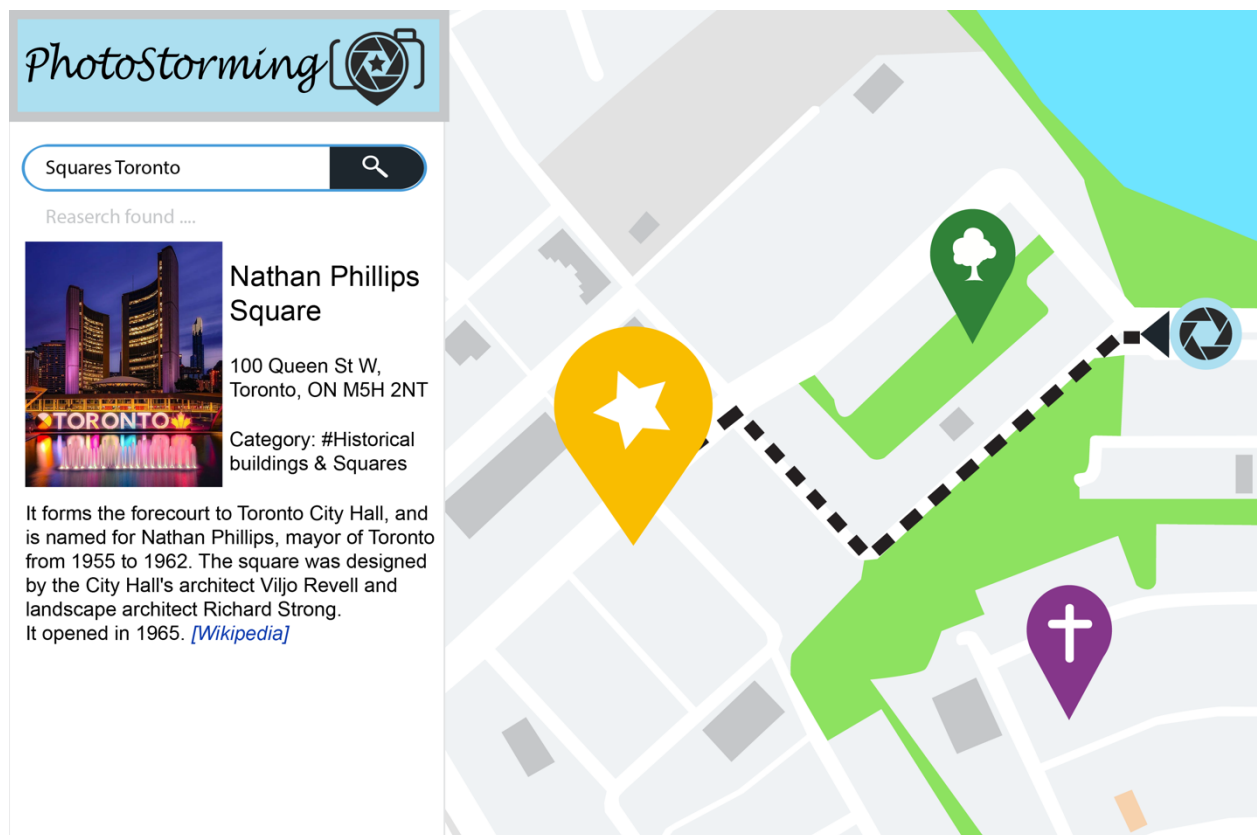 PhotoStorming
Squares Toronto
Reaserch found ....
Nathan Phillips
Square
100 Queen St W,
Toronto, ON M5H 2NT
Category: #Historical
buildings & Squares
TORONTO
It forms the forecourt to Toronto City Hall, and
is named for Nathan Phillips, mayor of Toronto
from 1955 to 1962. The square was designed
by the City Hall's architect Viljo Revell and
landscape architect Richard Strong.
It opened in 1965. [Wikipedia]